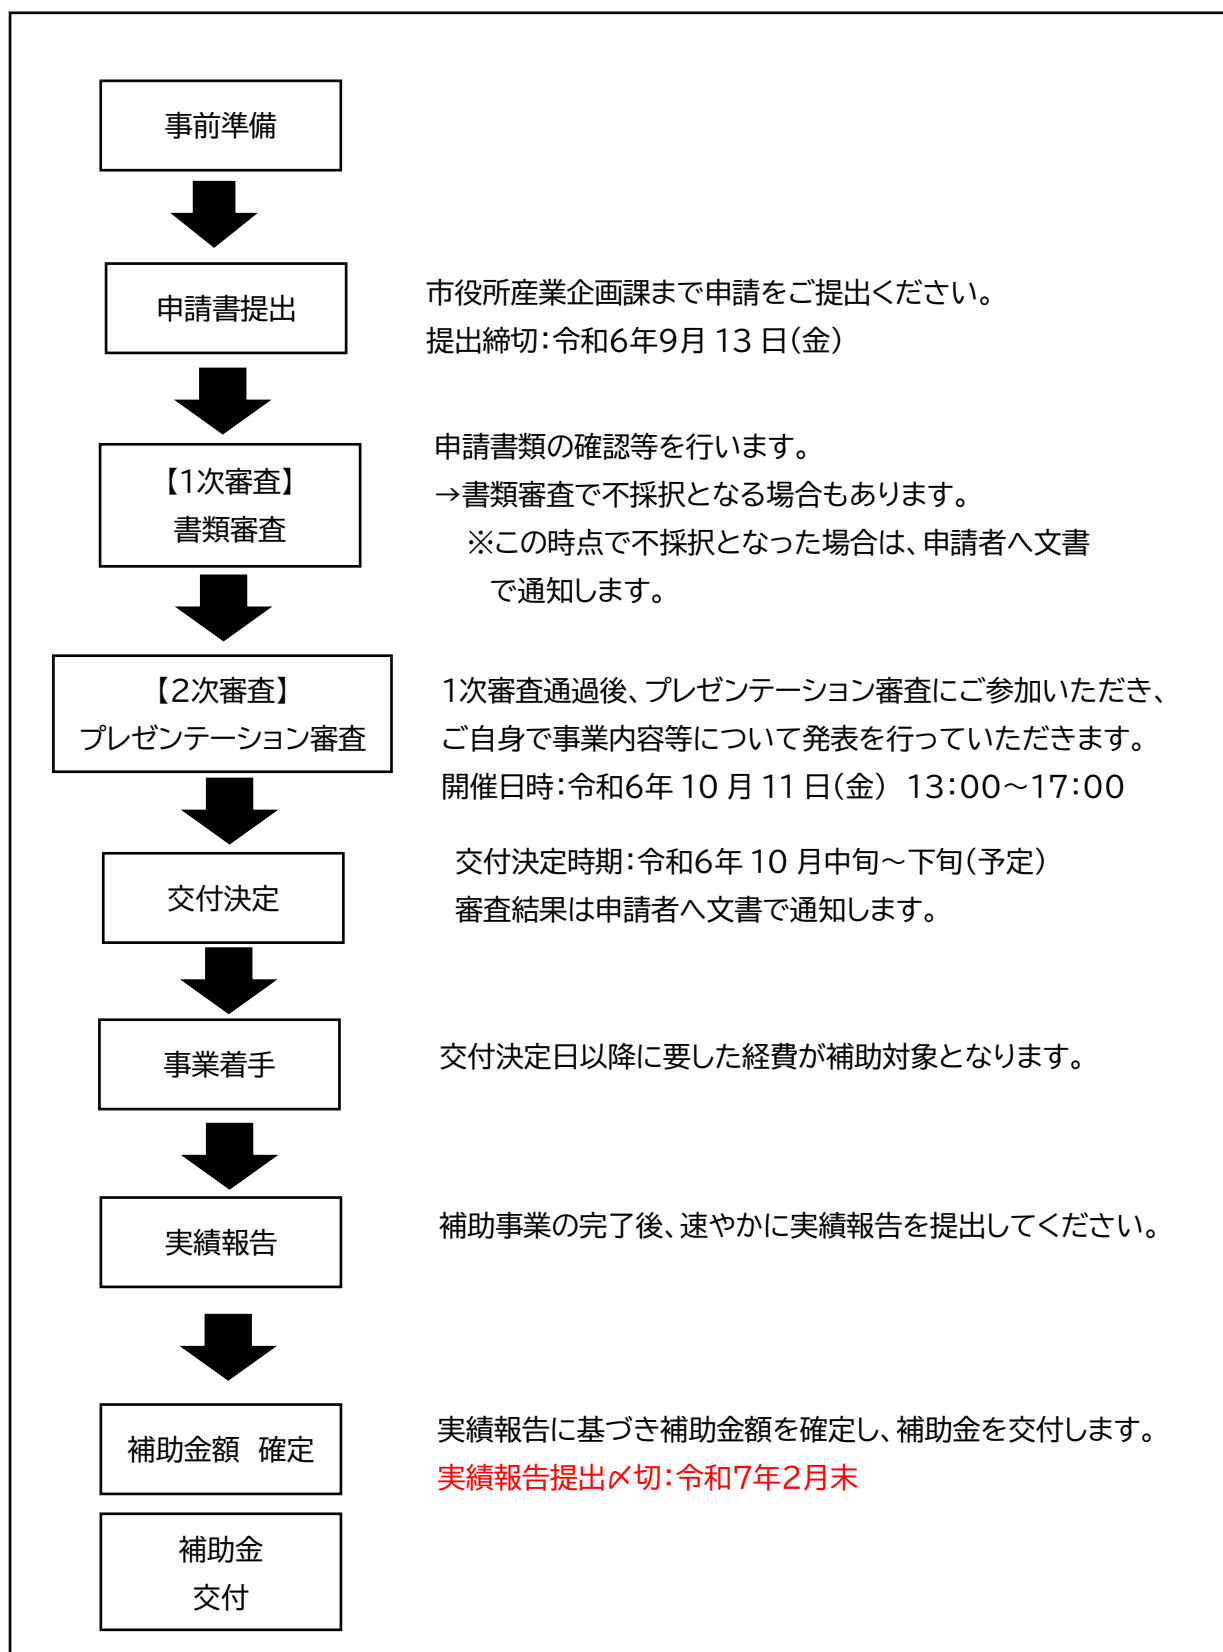 事前準備
申請書提出
市役所産業企画課まで申請をご提出ください。
提出締切：令和6年9月 13 日（金）
【1次審査】
書類審査
申請書類の確認等を行います。
→書類審査で不採択となる場合もあります。
※この時点で不採択となった場合は、申請者へ文書
で通知します。
【2次審査】
プレゼンテーション審査
1次審査通過後、プレゼンテーション審査にご参加いただき、
ご自身で事業内容等について発表を行っていただきます。
開催日時：令和6年 10 月 11 日（金） 13：00～17：00
交付決定
交付決定時期：令和6年 10 月中旬～下旬（予定）
審査結果は申請者へ文書で通知します。
事業着手
交付決定日以降に要した経費が補助対象となります。
実績報告
補助事業の完了後、速やかに実績報告を提出してください。
補助金額 確定
実績報告に基づき補助金額を確定し、補助金を交付します。
実績報告提出〆切：令和7年2月末
補助金
交付